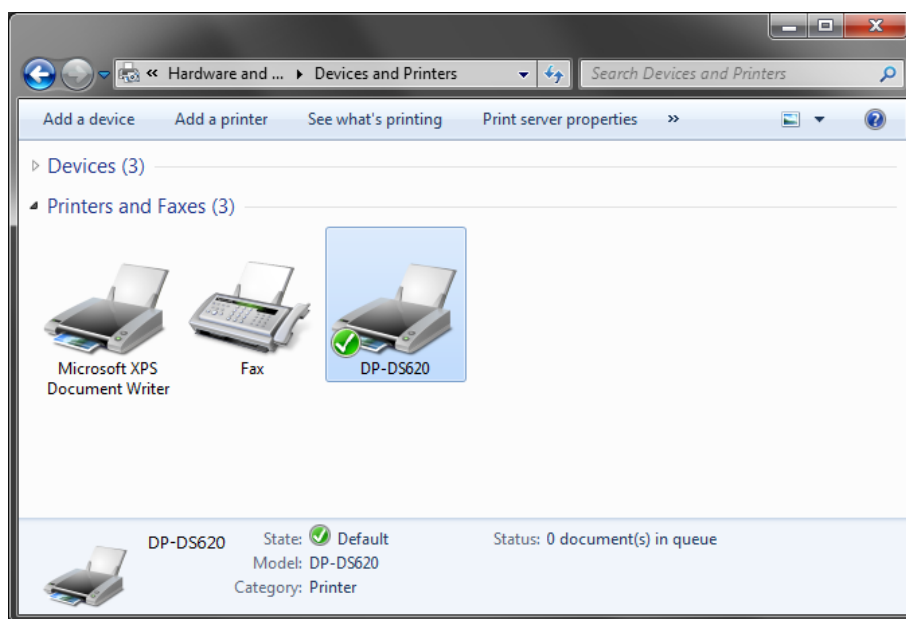 « Hardware and ... ▸ Devices and Printers Search Devices and Printers
Add a device Add a printer See what's printing Print server properties »
Devices (3)
Printers and Faxes (3)
Microsoft XPS
Document Writer
Fax
DP-DS620
DP-DS620 State: Default Status: 0 document(s) in queue
Model: DP-DS620
Category: Printer